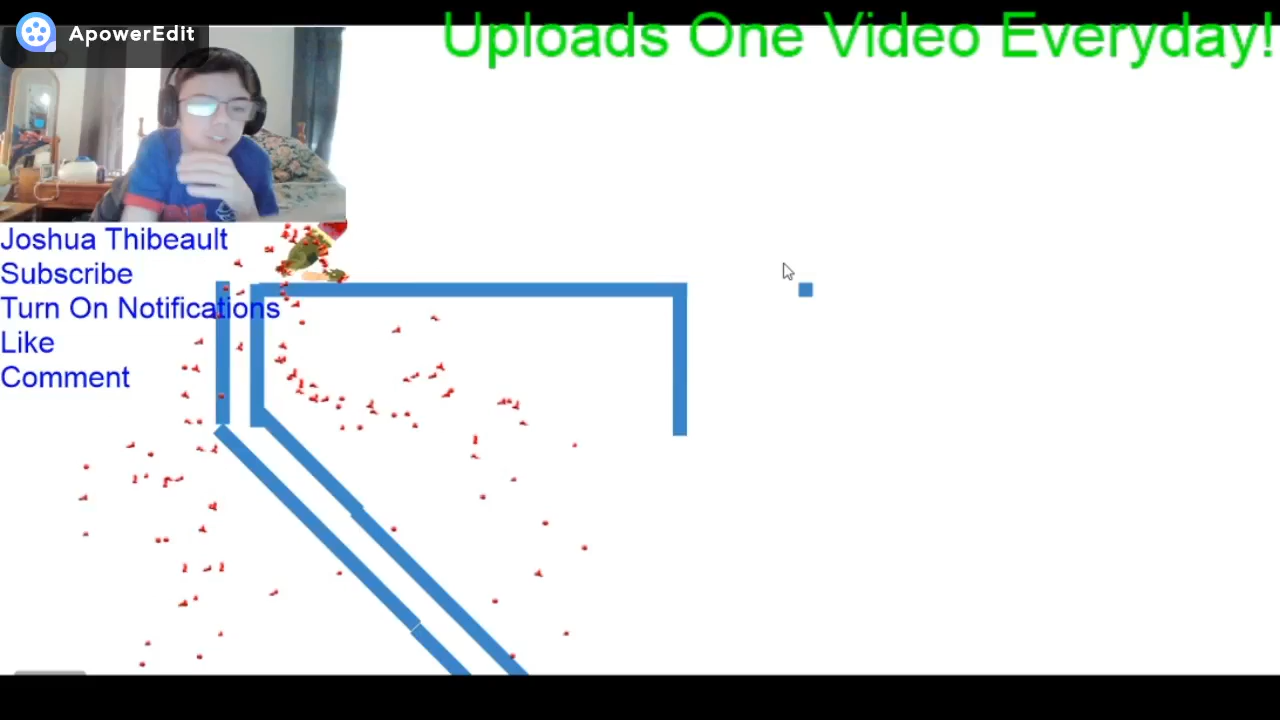 ApowerEdit
Uploads One Video Everyday!
Joshua Thibeault
Subscribe
Turn On Notifications
Like
Comment